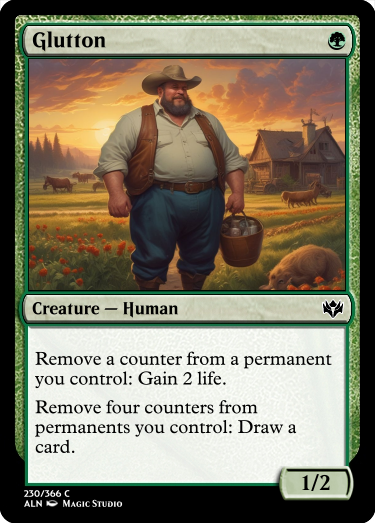 Glutton
Creature — Human
Remove a counter from a permanent
you control: Gain 2 life.
Remove four counters from
permanents you control: Draw a
card.
1/2
230/366 C
ALN Magic Studio